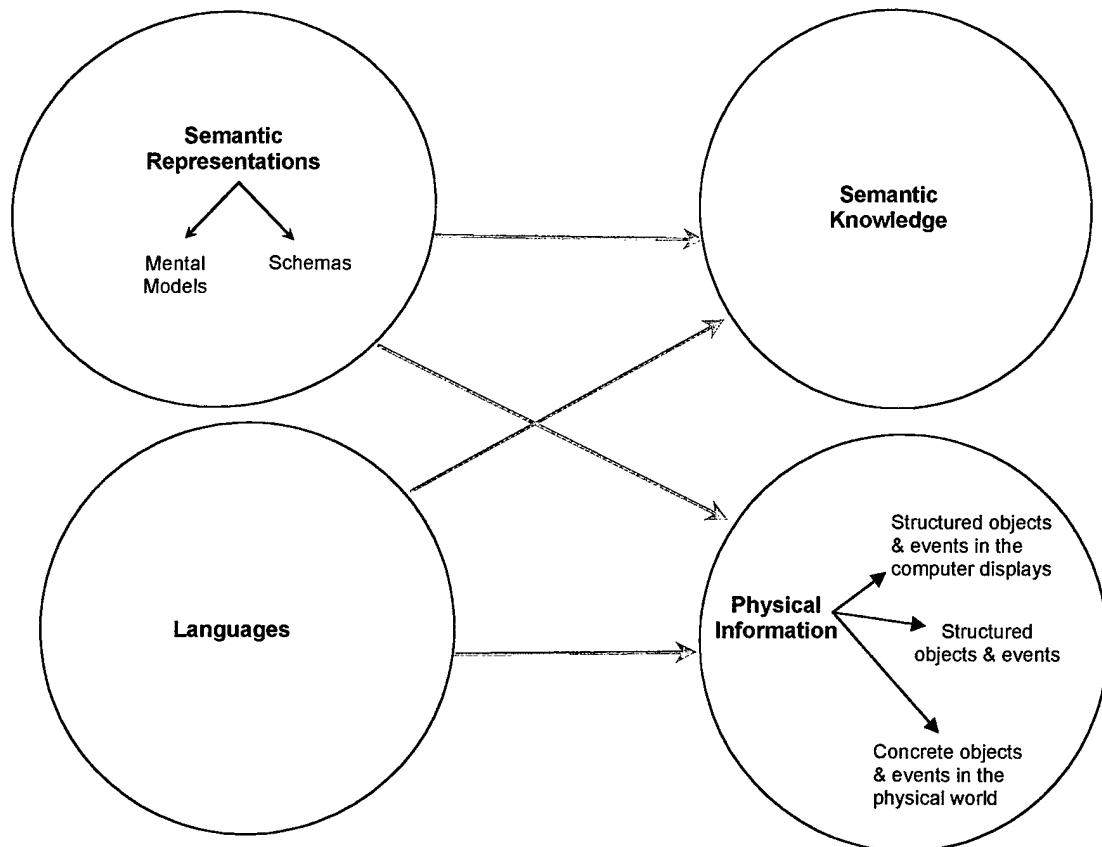 Semantic
Representations
Mental
Models
Schemas
Semantic
Knowledge
Languages
Physical
Information
Structured objects
& events in the
computer displays
Structured
objects & events
Concrete objects
& events in the
physical world